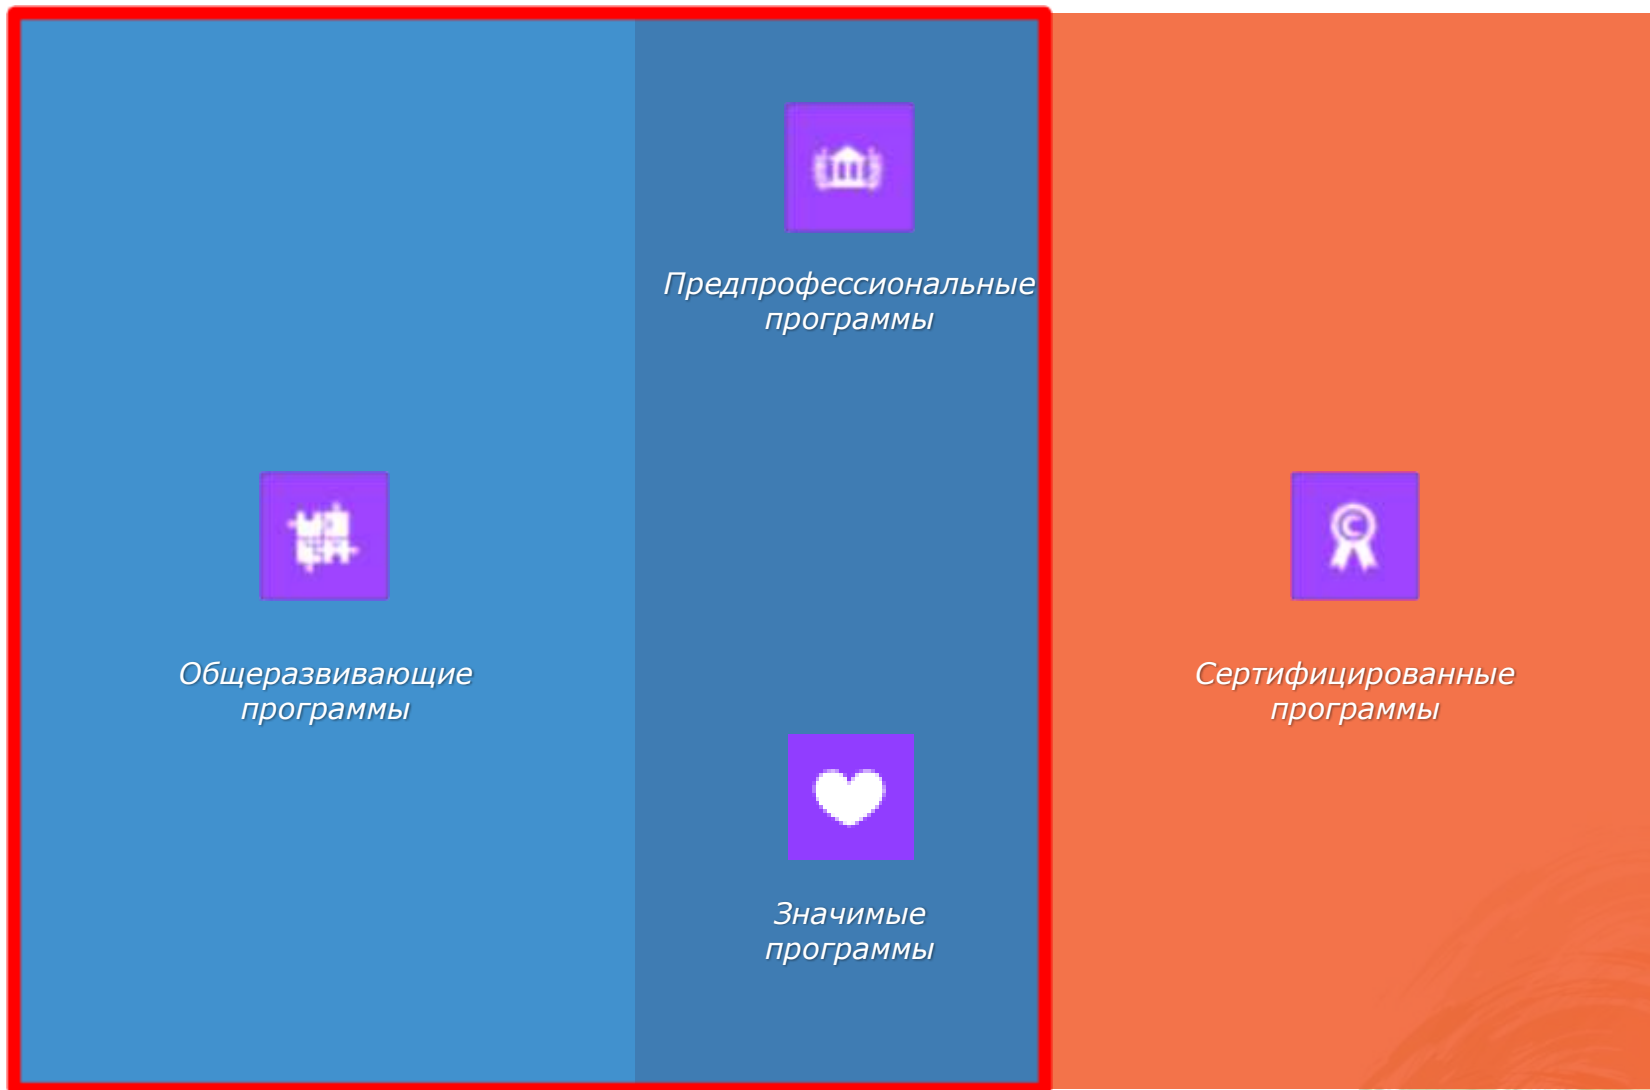 Предпрофессиональные
программы
Общеразвивающие
программы
Сертифицированные
программы
Значимые
программы